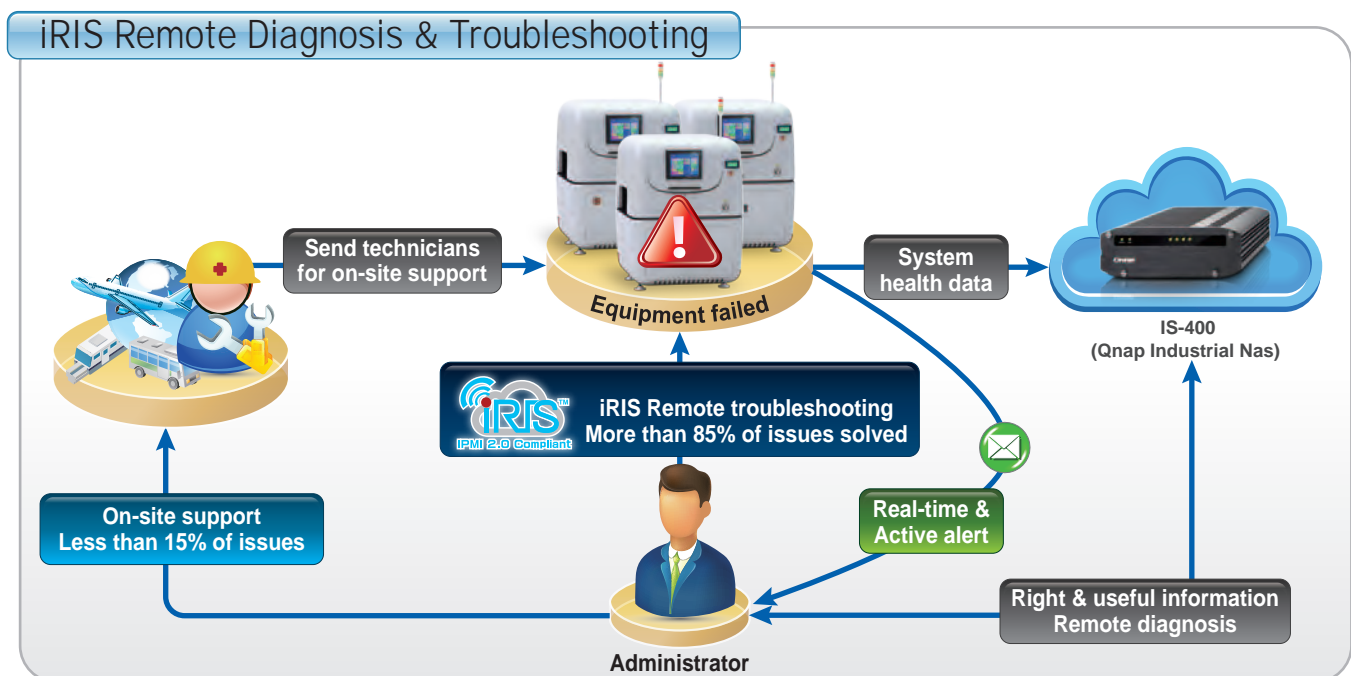 iRIS Remote Diagnosis & Troubleshooting
Send technicians
for on-site support
Equipment failed
System
health data
QNAP
IS-400
(Qnap Industrial Nas)
iRIS™
IPMI 2.0 Compliant
iRIS Remote troubleshooting
More than 85% of issues solved
Real-time &
Active alert
On-site support
Less than 15% of issues
Right & useful information
Remote diagnosis
Administrator